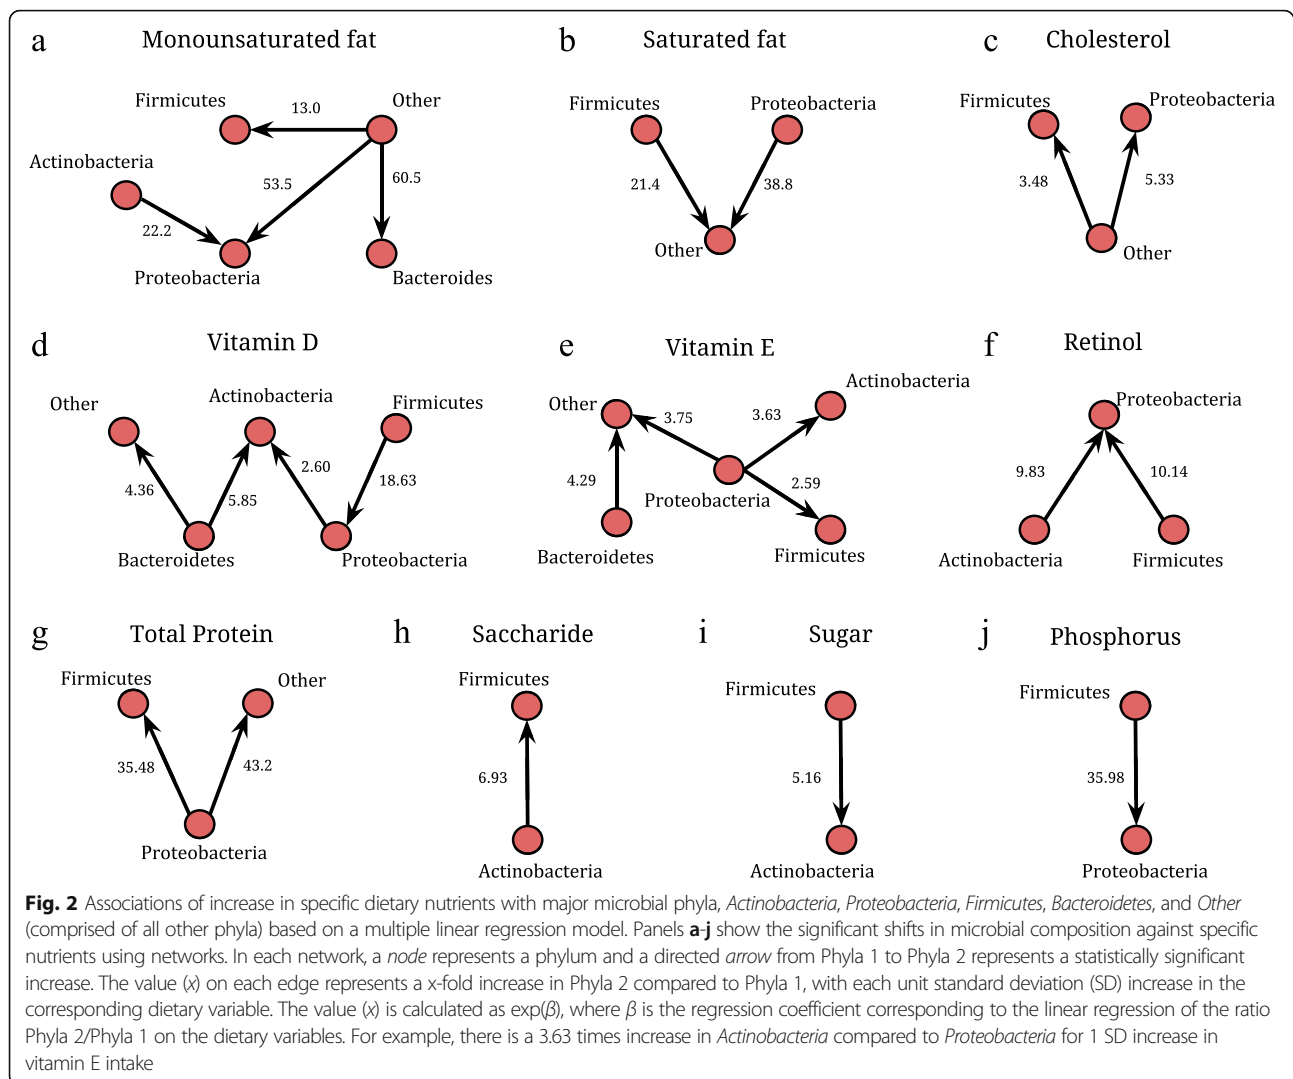 a Monounsaturated fat
Firmicutes
13.0
Other
Actinobacteria
53.5
60.5
22.2
Proteobacteria
Bacteroides
b Saturated fat
Firmicutes
Proteobacteria
21.4
38.8
Other
c Cholesterol
Firmicutes
Proteobacteria
3.48
5.33
Other
d Vitamin D
Other
Actinobacteria
Firmicutes
4.36
5.85
2.60
18.63
Bacteroidetes
Proteobacteria
e Vitamin E
Actinobacteria
Other
3.75
3.63
4.29
Proteobacteria
2.59
Bacteroidetes
Firmicutes
f Retinol
Proteobacteria
9.83
10.14
Actinobacteria
Firmicutes
g Total Protein
Firmicutes
Other
35.48
43.2
Proteobacteria
h Saccharide
Firmicutes
6.93
Actinobacteria
i Sugar
Firmicutes
5.16
Actinobacteria
j Phosphorus
Firmicutes
35.98
Proteobacteria
Fig. 2 Associations of increase in specific dietary nutrients with major microbial phyla, Actinobacteria, Proteobacteria, Firmicutes, Bacteroidetes, and Other
(comprised of all other phyla) based on a multiple linear regression model. Panels a-j show the significant shifts in microbial composition against specific
nutrients using networks. In each network, a node represents a phylum and a directed arrow from Phyla 1 to Phyla 2 represents a statistically significant
increase. The value (x) on each edge represents a x-fold increase in Phyla 2 compared to Phyla 1, with each unit standard deviation (SD) increase in the
corresponding dietary variable. The value (x) is calculated as exp(β), where β is the regression coefficient corresponding to the linear regression of the ratio
Phyla 2/Phyla 1 on the dietary variables. For example, there is a 3.63 times increase in Actinobacteria compared to Proteobacteria for 1 SD increase in
vitamin E intake